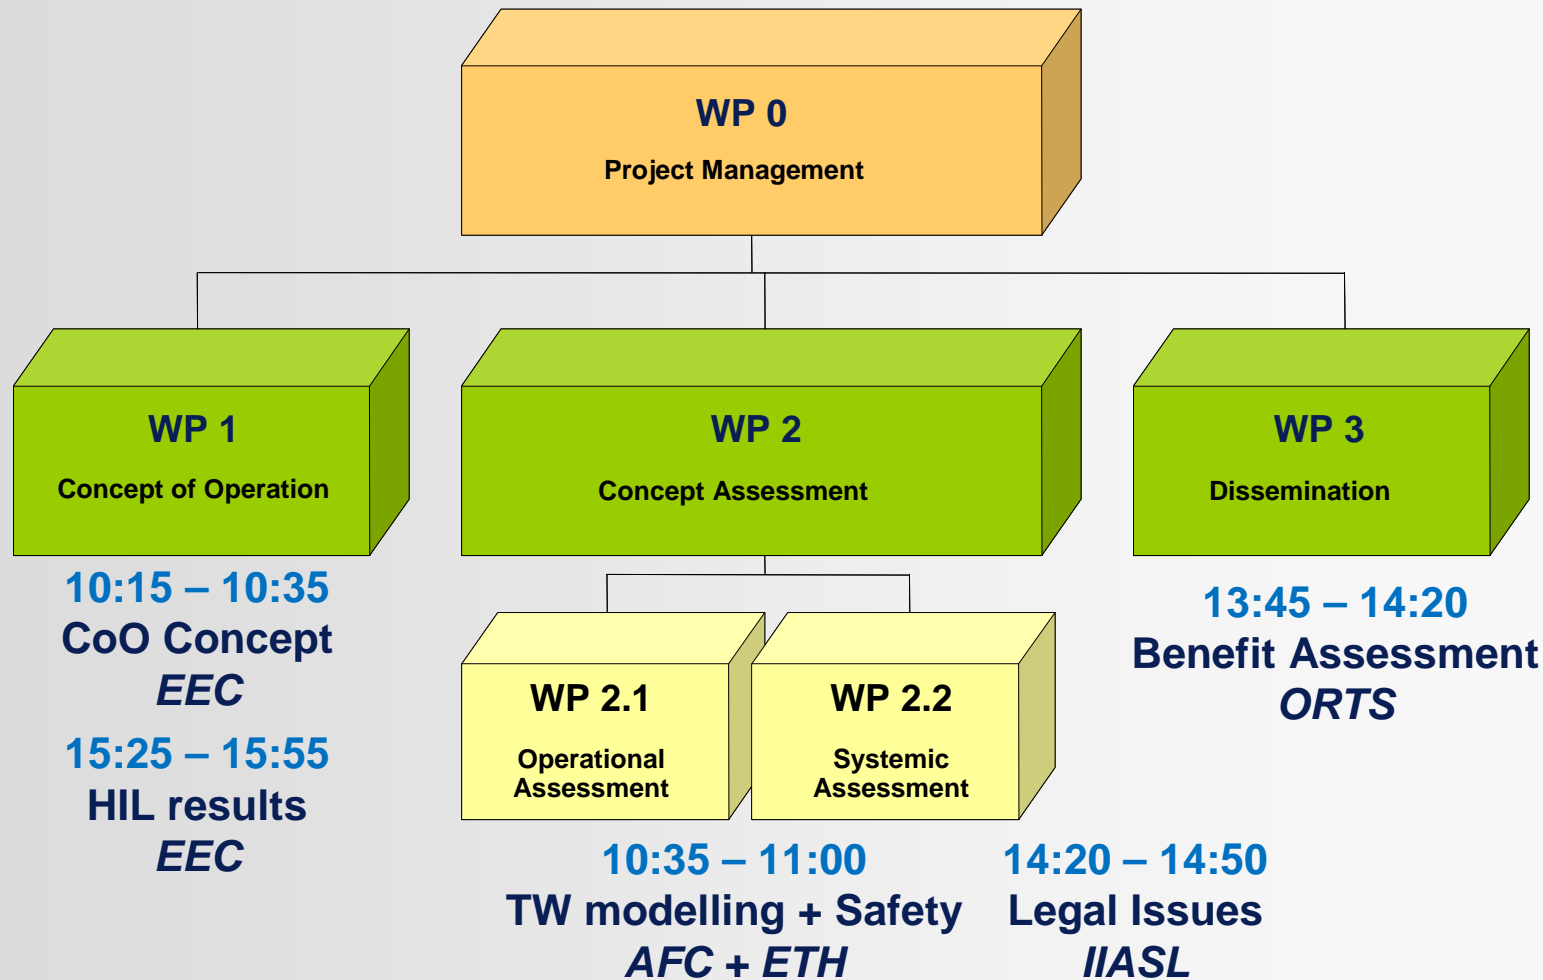 WP 0
Project Management
WP 1
Concept of Operation
WP 2
Concept Assessment
WP 3
Dissemination
10:15 – 10:35
CoO Concept
EEC
15:25 – 15:55
HIL results
EEC
WP 2.1
Operational
Assessment
WP 2.2
Systemic
Assessment
13:45 – 14:20
Benefit Assessment
ORTS
10:35 – 11:00
TW modelling + Safety
AFC + ETH
14:20 – 14:50
Legal Issues
IIASL